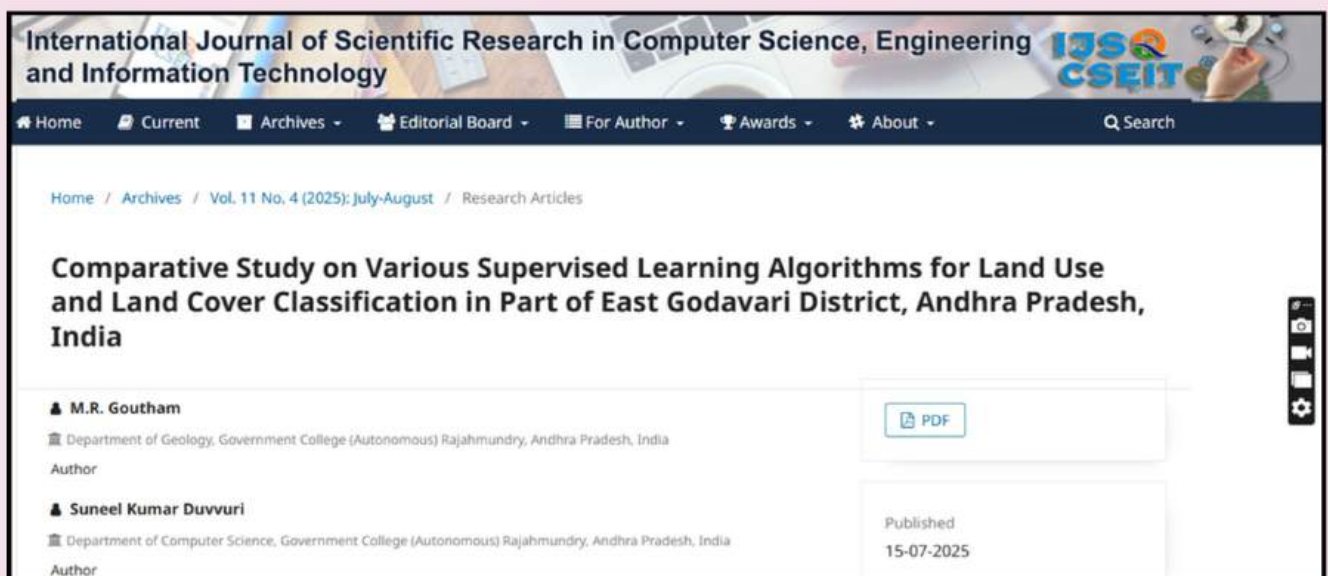 International Journal of Scientific Research in Computer Science, Engineering
and Information Technology
IJSR
CSEIT
Home Current Archives Editorial Board For Author Awards About Search
Home / Archives / Vol. 11 No. 4 (2025): July-August / Research Articles
Comparative Study on Various Supervised Learning Algorithms for Land Use
and Land Cover Classification in Part of East Godavari District, Andhra Pradesh,
India
M.R. Goutham
Department of Geology, Government College (Autonomous) Rajahmundry, Andhra Pradesh, India
Author
Suneel Kumar Duvvuri
Department of Computer Science, Government College (Autonomous) Rajahmundry, Andhra Pradesh, India
Author
PDF
Published
15-07-2025